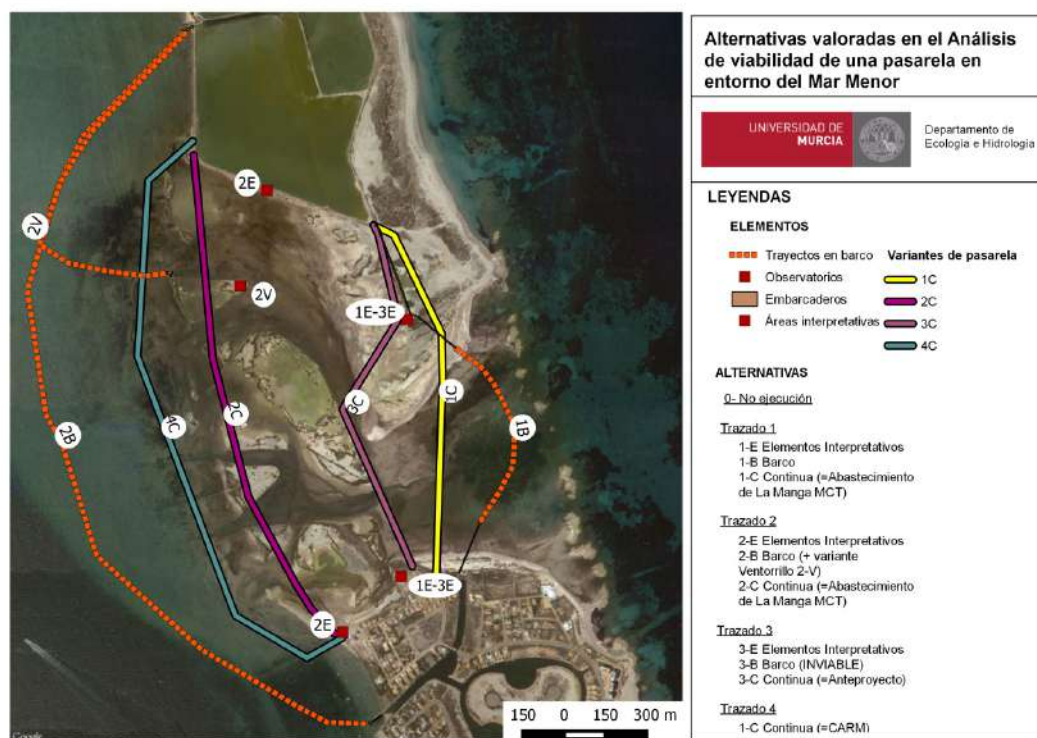 Alternativas valoradas en el Análisis
de viabilidad de una pasarela en
entorno del Mar Menor
UNIVERSIDAD DE
MURCIA
Departamento de
Ecología e Hidrología
LEYENDAS
ELEMENTOS
Trayectos en barco
Observatorios
Embarcaderos
Áreas interpretativas
Variantes de pasarela
1C
2C
3C
4C
ALTERNATIVAS
0- No ejecución
Trazado 1
1-E Elementos Interpretativos
1-B Barco
1-C Continua (=Abastecimiento
de La Manga MCT)
Trazado 2
2-E Elementos Interpretativos
2-B Barco (+ variante
Ventorrillo 2-V)
2-C Continua (=Abastecimiento
de La Manga MCT)
Trazado 3
3-E Elementos Interpretativos
3-B Barco (INVIABLE)
3-C Continua (=Anteproyecto)
Trazado 4
1-C Continua (=CARM)
2E
2V
2V
1E-3E
1C
3C
2C
4C
1B
2B
1E-3E
2E
150 0 150 300 m
Google